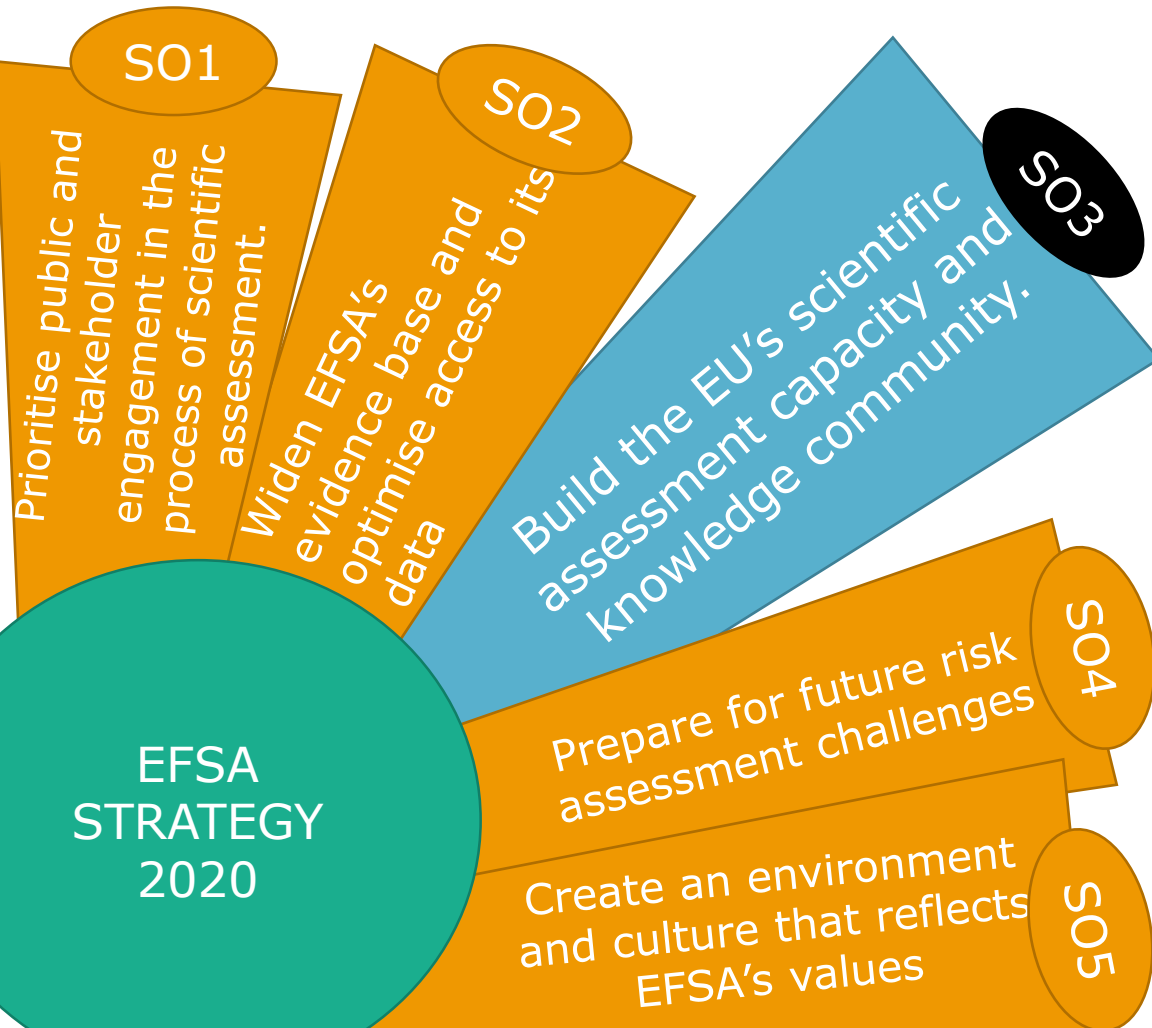 SO1
Prioritise public and
stakeholder
engagement in the
process of scientific
assessment.
SO2
Widen EFSA’s
evidence base and
optimise access to its
data
SO3
Build the EU’s scientific
assessment capacity and
knowledge community.
SO4
Prepare for future risk
assessment challenges
SO5
Create an environment
and culture that reflects
EFSA’s values
EFSA
STRATEGY
2020